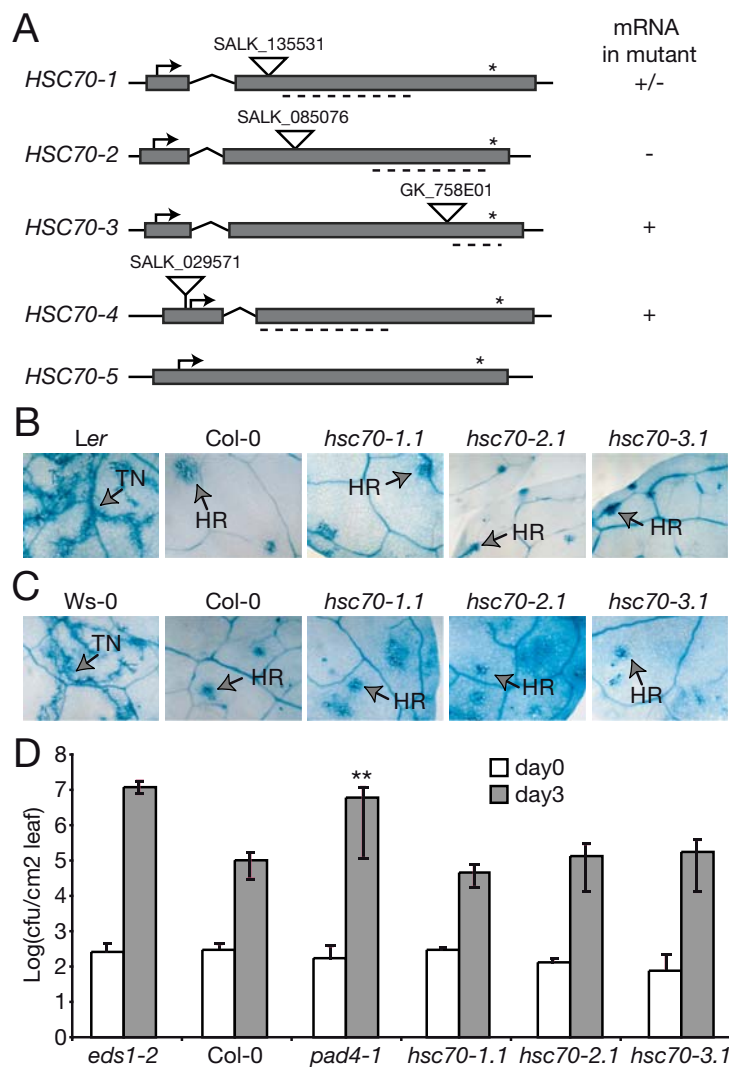 A
mRNA
in mutant
SALK_135531
HSC70-1
*
+/-
SALK_085076
HSC70-2
*
-
GK_758E01
HSC70-3
*
+
SALK_029571
HSC70-4
*
+
HSC70-5
*
B
Ler Col-0 hsc70-1.1 hsc70-2.1 hsc70-3.1
TN HR HR HR HR
C
Ws-0 Col-0 hsc70-1.1 hsc70-2.1 hsc70-3.1
TN HR HR HR HR
D
Log(cfu/cm2 leaf)
8
7
6
5
4
3
2
1
0
**
day0
day3
eds1-2 Col-0 pad4-1 hsc70-1.1 hsc70-2.1 hsc70-3.1